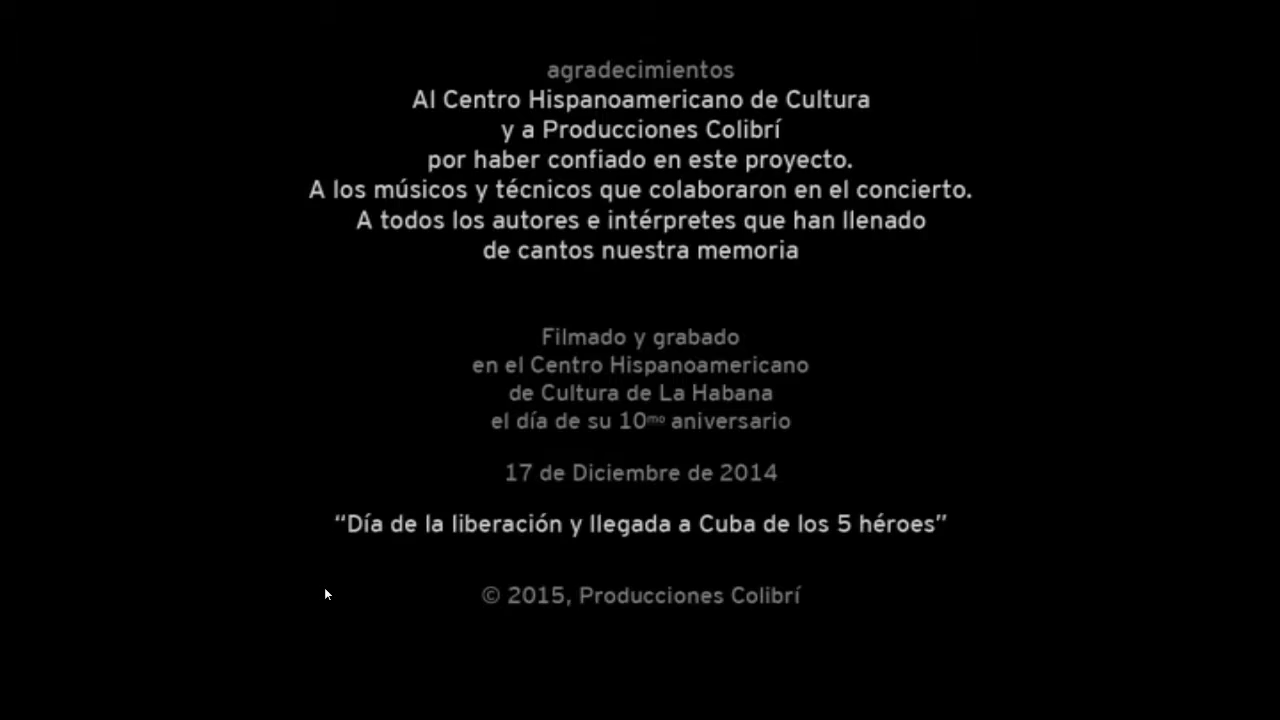 agradecimientos
Al Centro Hispanoamericano de Cultura
y a Producciones Colibrí
por haber confiado en este proyecto.
A los músicos y técnicos que colaboraron en el concierto.
A todos los autores e intérpretes que han llenado
de cantos nuestra memoria
Filmado y grabado
en el Centro Hispanoamericano
de Cultura de La Habana
el día de su 10mo aniversario
17 de Diciembre de 2014
“Día de la liberación y llegada a Cuba de los 5 héroes”
© 2015, Producciones Colibrí